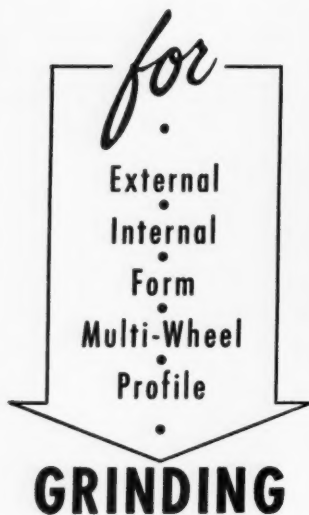 for
•
External
•
Internal
•
Form
•
Multi-Wheel
•
Profile
•
GRINDING